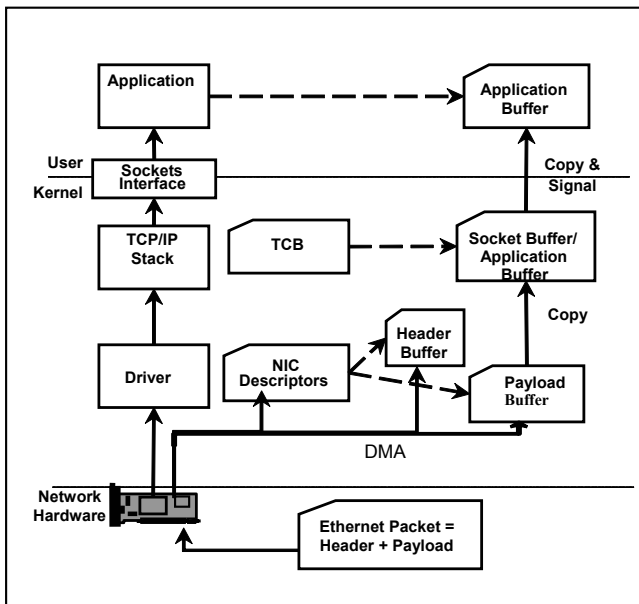 Application
Application
Buffer
User
Sockets
Interface
Copy &
Signal
Kernel
TCP/IP
Stack
TCB
Socket Buffer/
Application
Buffer
Copy
Header
Buffer
Driver
NIC
Descriptors
Payload
Buffer
DMA
Network
Hardware
Ethernet Packet =
Header + Payload